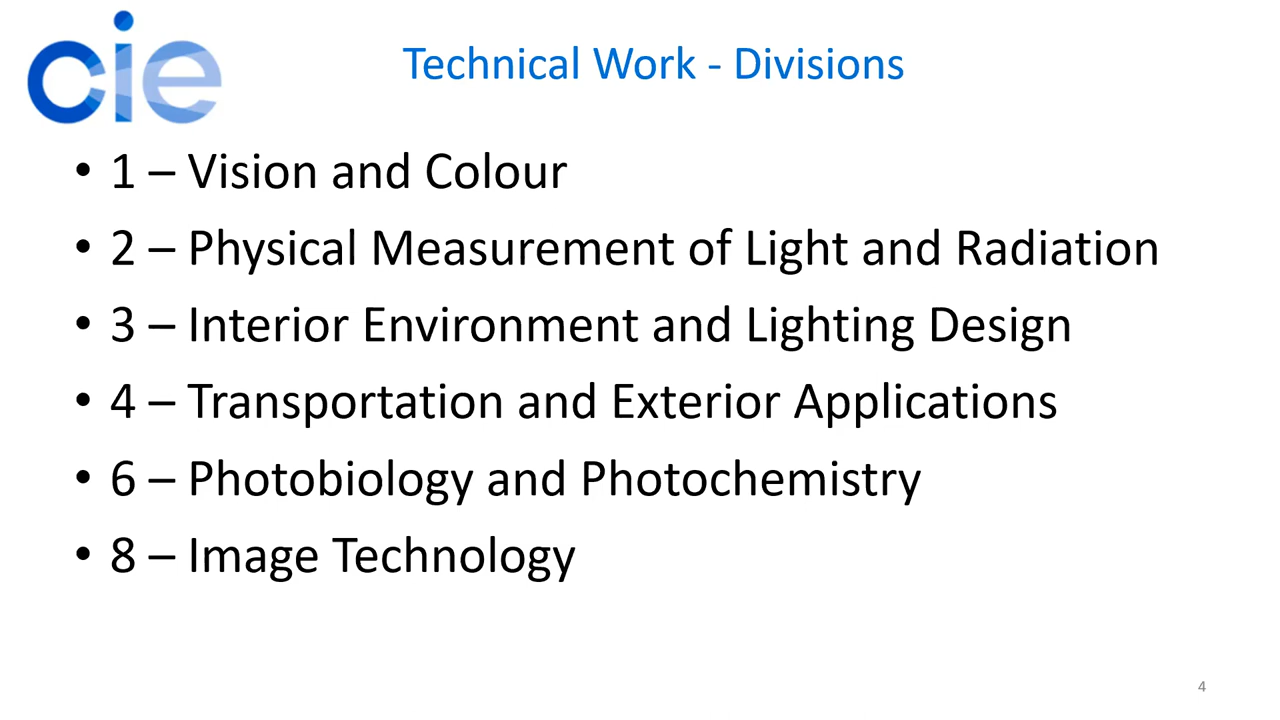 cie
Technical Work - Divisions
• 1 – Vision and Colour
• 2 – Physical Measurement of Light and Radiation
• 3 – Interior Environment and Lighting Design
• 4 – Transportation and Exterior Applications
• 6 – Photobiology and Photochemistry
• 8 – Image Technology
4